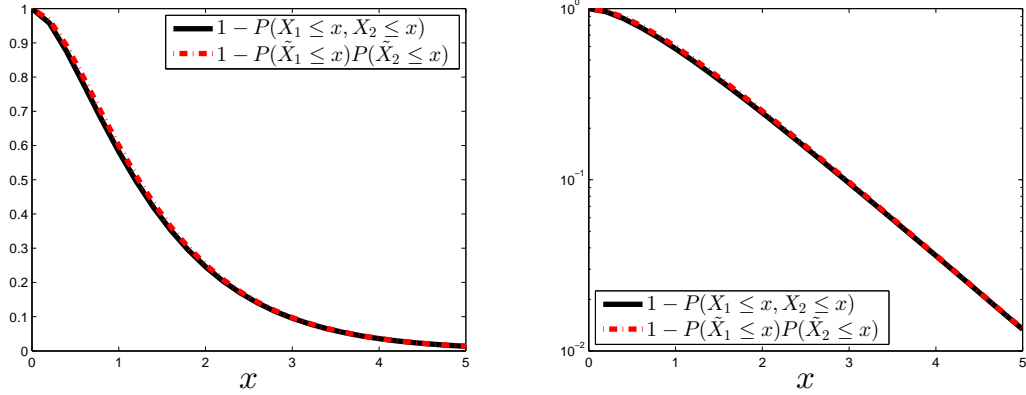 1
0.9
0.8
0.7
0.6
0.5
0.4
0.3
0.2
0.1
0
1 − P(X₁ ≤ x, X₂ ≤ x)
1 − P(X̃₁ ≤ x)P(X̃₂ ≤ x)
0 1 2 3 4 5
x
10⁰
10⁻¹
10⁻²
1 − P(X₁ ≤ x, X₂ ≤ x)
1 − P(X̃₁ ≤ x)P(X̃₂ ≤ x)
0 1 2 3 4 5
x